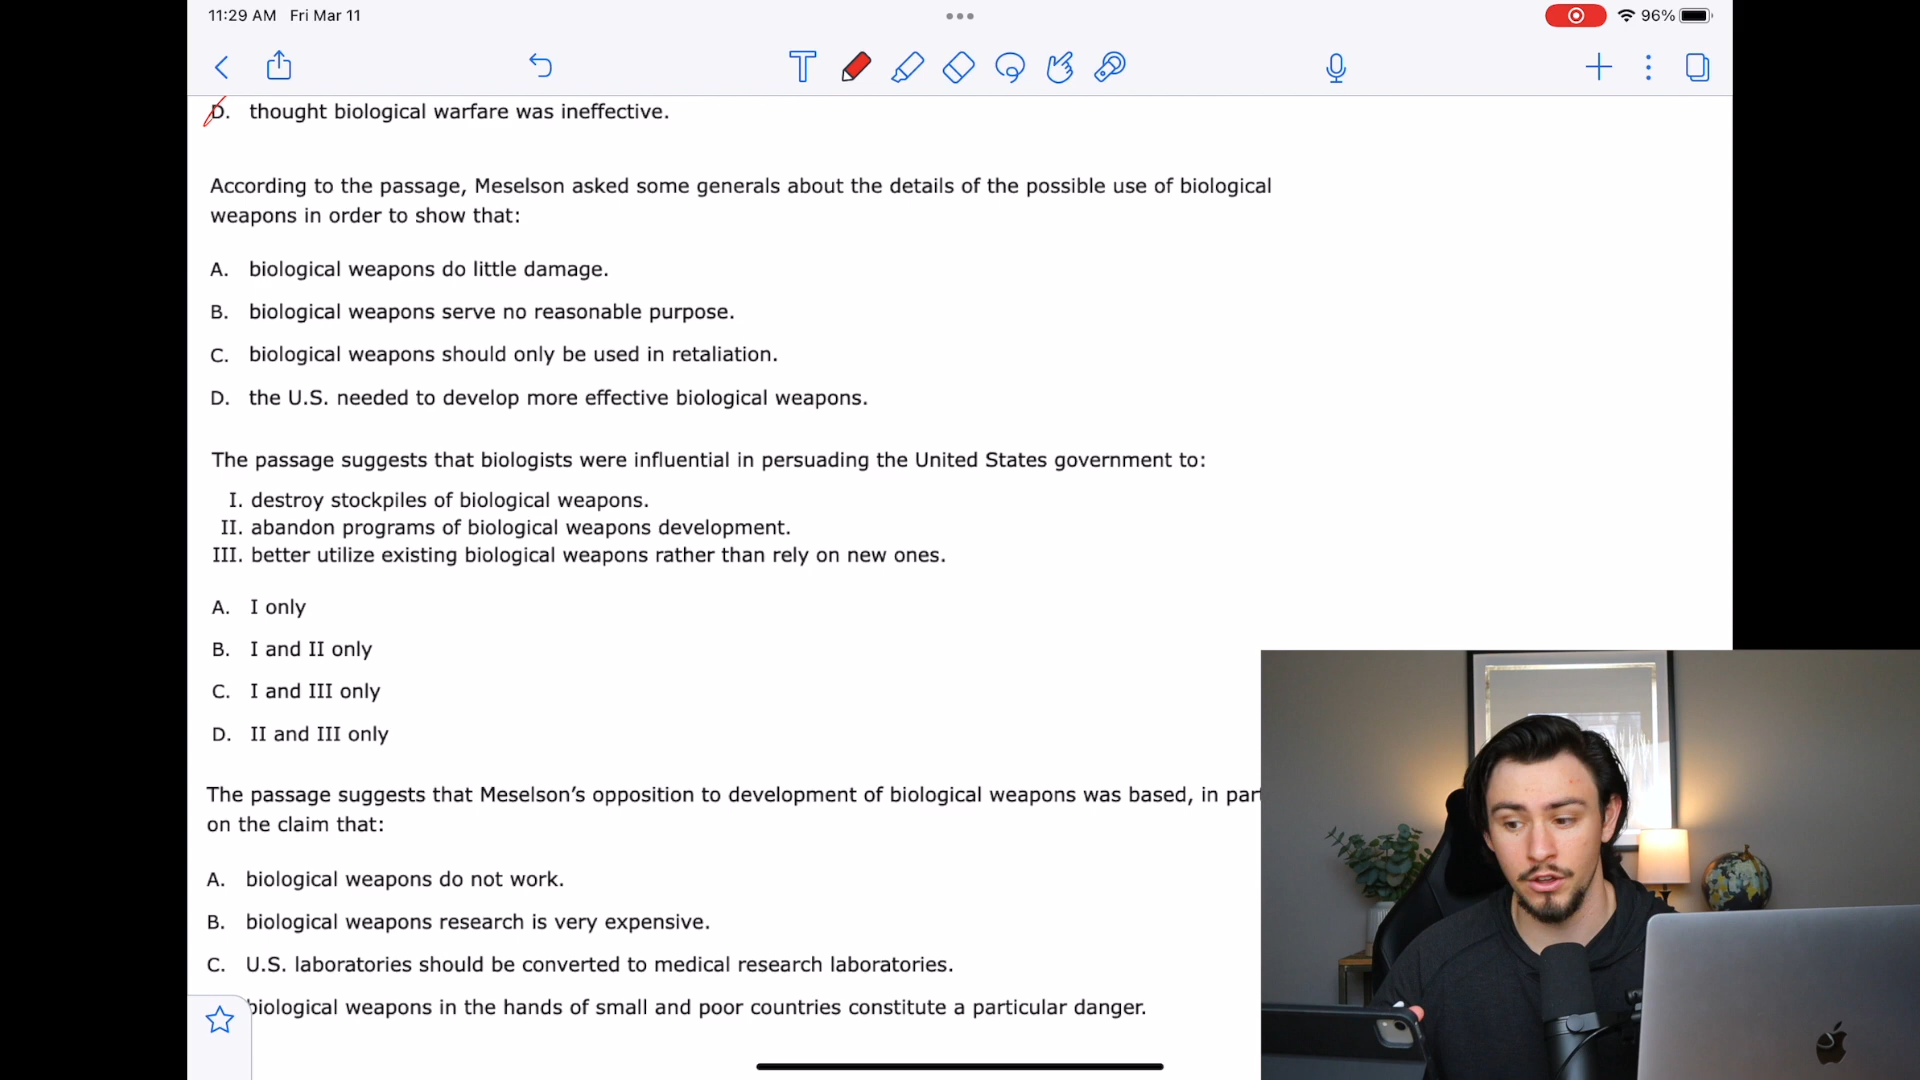 11:29 AM Fri Mar 11
96%
D. thought biological warfare was ineffective.
According to the passage, Meselson asked some generals about the details of the possible use of biological
weapons in order to show that:
A. biological weapons do little damage.
B. biological weapons serve no reasonable purpose.
C. biological weapons should only be used in retaliation.
D. the U.S. needed to develop more effective biological weapons.
The passage suggests that biologists were influential in persuading the United States government to:
I. destroy stockpiles of biological weapons.
II. abandon programs of biological weapons development.
III. better utilize existing biological weapons rather than rely on new ones.
A. I only
B. I and II only
C. I and III only
D. II and III only
The passage suggests that Meselson’s opposition to development of biological weapons was based, in part
on the claim that:
A. biological weapons do not work.
B. biological weapons research is very expensive.
C. U.S. laboratories should be converted to medical research laboratories.
biological weapons in the hands of small and poor countries constitute a particular danger.